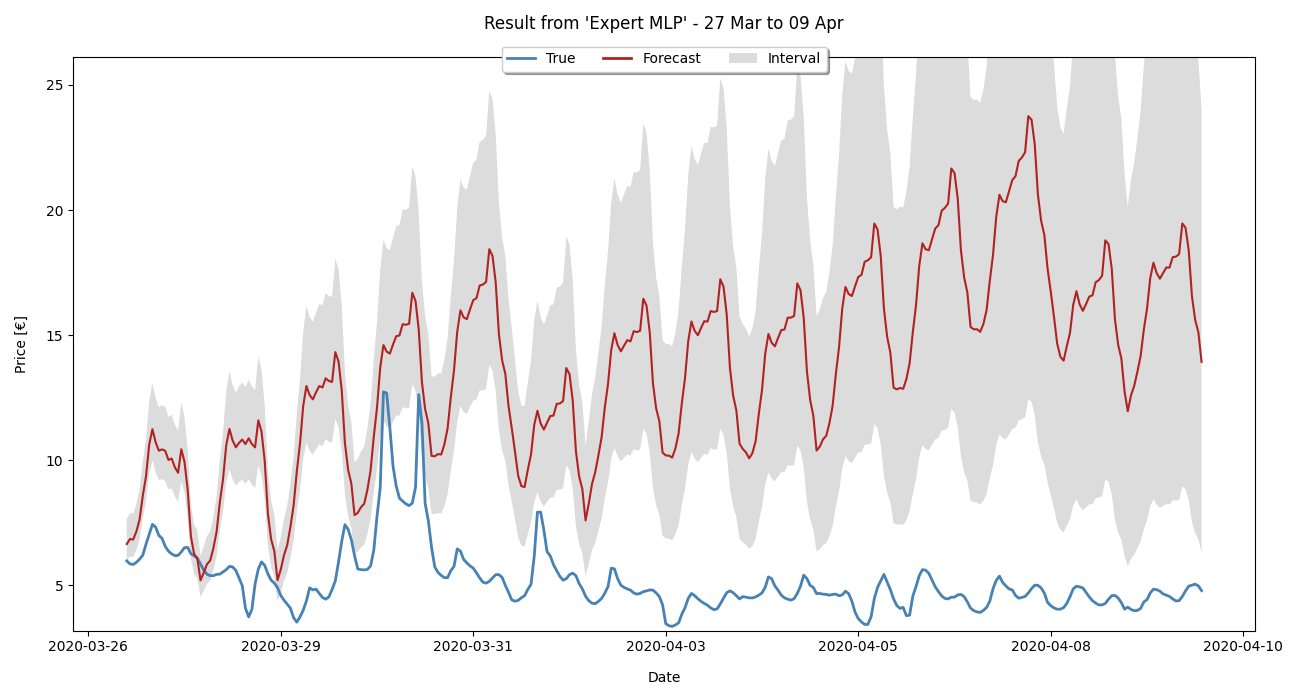 Result from 'Expert MLP' - 27 Mar to 09 Apr
True Forecast Interval
25
20
15
10
5
Price [€]
2020-03-26 2020-03-29 2020-03-31 2020-04-03 2020-04-05 2020-04-08 2020-04-10
Date